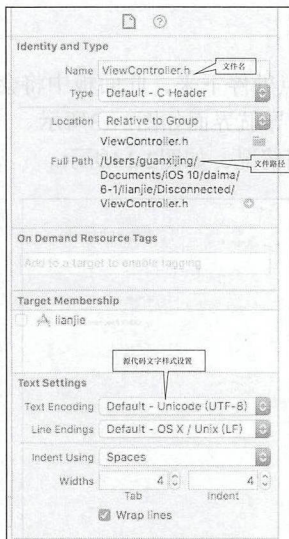 Identity and Type
Name ViewController.h 文件名
Type Default - C Header
Location Relative to Group
ViewController.h
Full Path /Users/guanxijing/ 文件路径
Documents/iOS 10/daima/
6-1/lianjie/Disconnected/
ViewController.h
On Demand Resource Tags
Add to a target to enable tagging
Target Membership
lianjie
源代码文字样式设置
Text Settings
Text Encoding Default - Unicode (UTF-8)
Line Endings Default - OS X / Unix (LF)
Indent Using Spaces
Widths 4 4
Tab Indent
Wrap lines